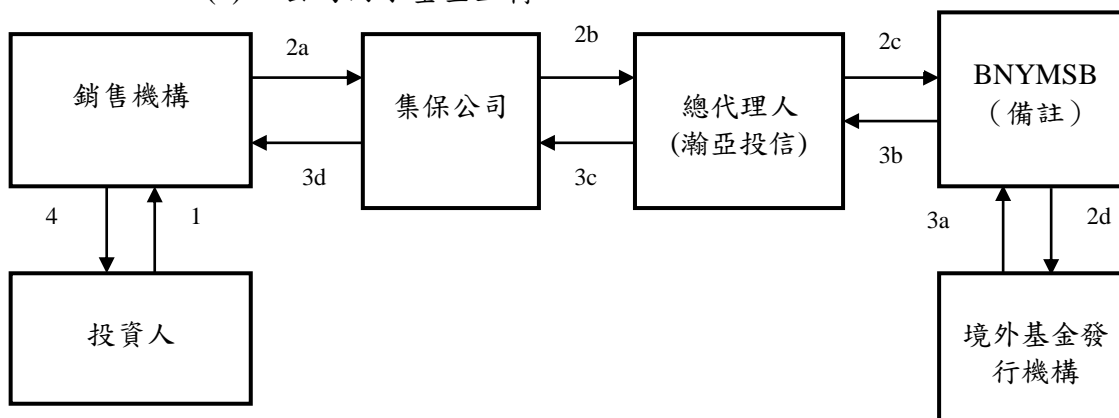 2a
2b
2c
銷售機構
集保公司
總代理人
(瀚亞投信)
BNYMSB
（備註）
3d
3c
3b
4
1
3a
2d
投資人
境外基金發
行機構